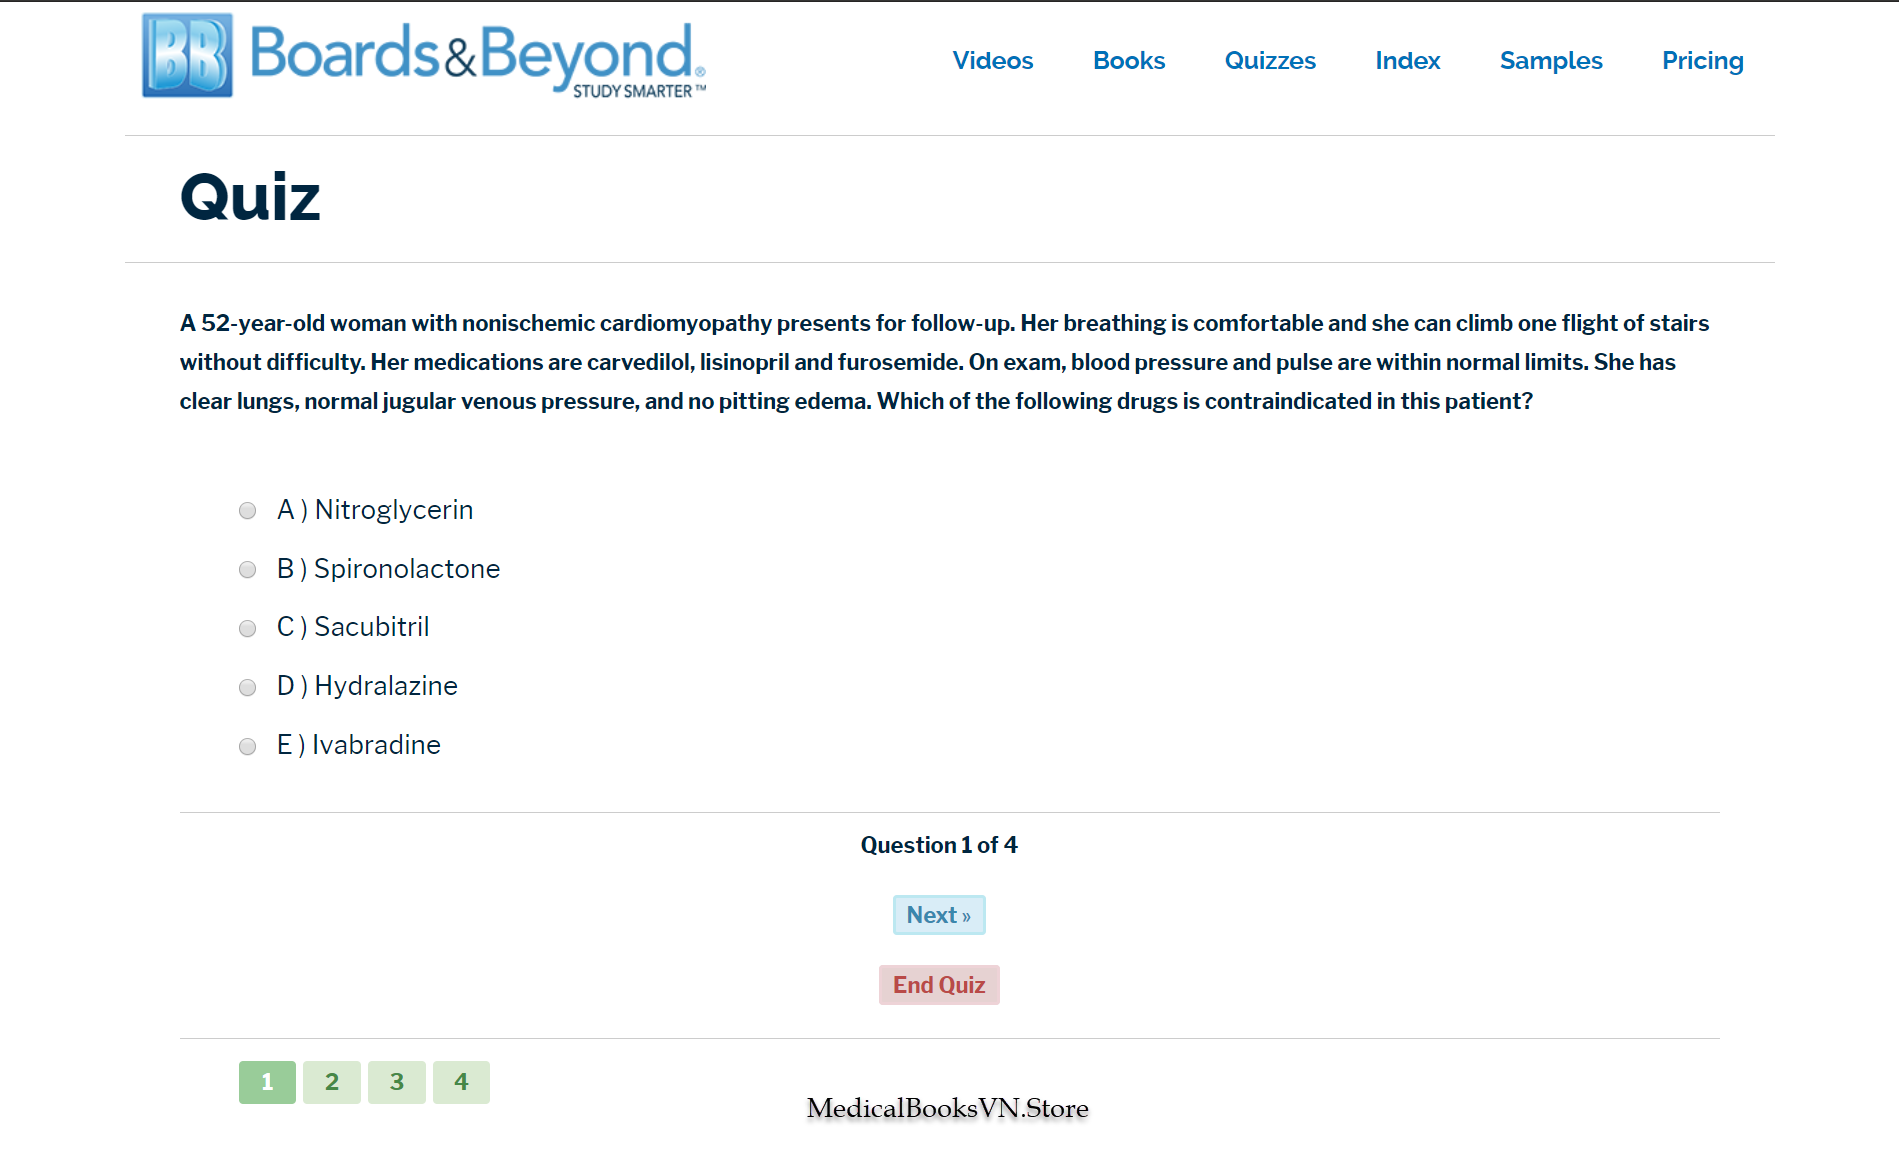 BB Boards&Beyond®
STUDY SMARTER™
Videos Books Quizzes Index Samples Pricing
Quiz
A 52-year-old woman with nonischemic cardiomyopathy presents for follow-up. Her breathing is comfortable and she can climb one flight of stairs
without difficulty. Her medications are carvedilol, lisinopril and furosemide. On exam, blood pressure and pulse are within normal limits. She has
clear lungs, normal jugular venous pressure, and no pitting edema. Which of the following drugs is contraindicated in this patient?
A ) Nitroglycerin
B ) Spironolactone
C ) Sacubitril
D ) Hydralazine
E ) Ivabradine
Question 1 of 4
Next »
End Quiz
1 2 3 4
MedicalBooksVN.Store